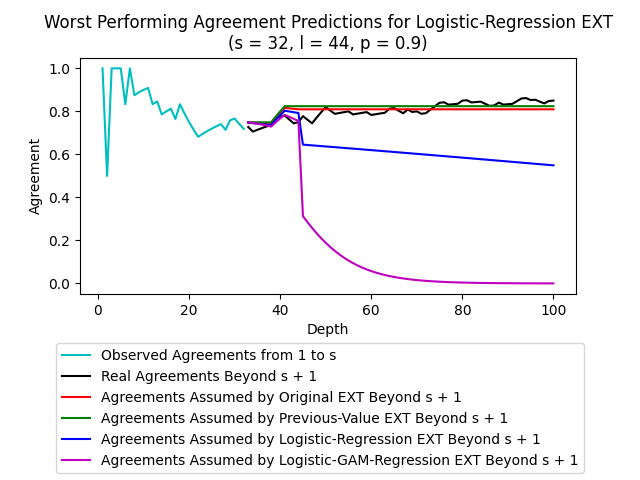 Worst Performing Agreement Predictions for Logistic-Regression EXT
(s = 32, l = 44, p = 0.9)
1.0
0.8
0.6
0.4
0.2
0.0
Agreement
0 20 40 60 80 100
Depth
Observed Agreements from 1 to s
Real Agreements Beyond s + 1
Agreements Assumed by Original EXT Beyond s + 1
Agreements Assumed by Previous-Value EXT Beyond s + 1
Agreements Assumed by Logistic-Regression EXT Beyond s + 1
Agreements Assumed by Logistic-GAM-Regression EXT Beyond s + 1